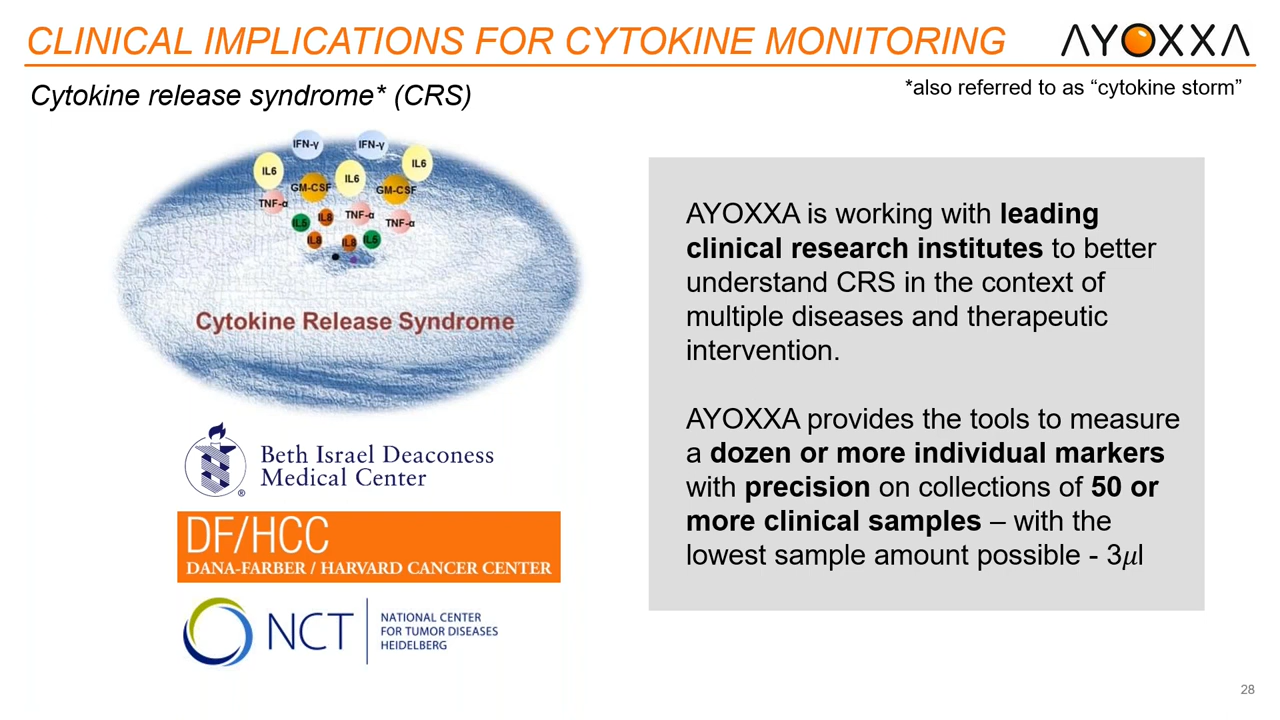 CLINICAL IMPLICATIONS FOR CYTOKINE MONITORING
AYOXXA
Cytokine release syndrome* (CRS)
*also referred to as “cytokine storm”
IFN-γ IFN-γ
IL6 IL6 IL6
GM-CSF GM-CSF
TNF-α TNF-α TNF-α
IL5 IL8
IL8 IL8 IL5
Cytokine Release Syndrome
Beth Israel Deaconess
Medical Center
®
DF/HCC
DANA-FARBER / HARVARD CANCER CENTER
NCT
NATIONAL CENTER
FOR TUMOR DISEASES
HEIDELBERG
AYOXXA is working with leading
clinical research institutes to better
understand CRS in the context of
multiple diseases and therapeutic
intervention.
AYOXXA provides the tools to measure
a dozen or more individual markers
with precision on collections of 50 or
more clinical samples – with the
lowest sample amount possible - 3μl
28